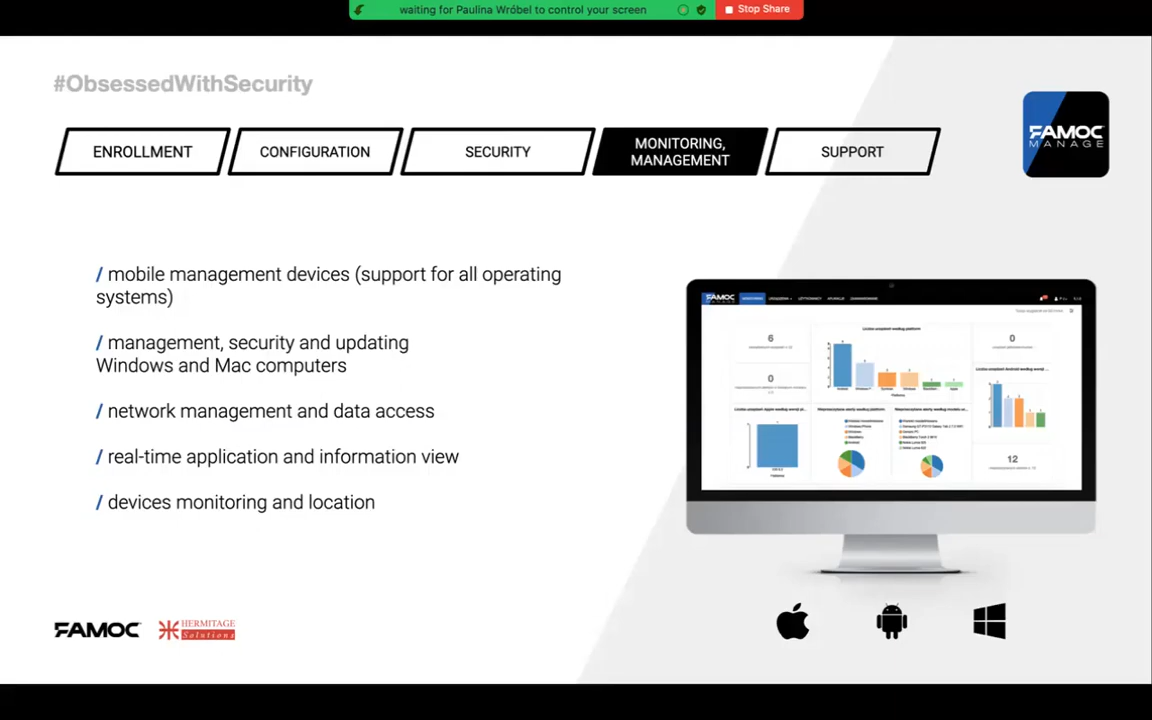 waiting for Paulina Wróbel to control your screen
Stop Share
#ObsessedWithSecurity
ENROLLMENT
CONFIGURATION
SECURITY
MONITORING,
MANAGEMENT
SUPPORT
FAMOC
MANAGE
/ mobile management devices (support for all operating
systems)
/ management, security and updating
Windows and Mac computers
/ network management and data access
/ real-time application and information view
/ devices monitoring and location
FAMOC
6
0
0
12
FAMOC
HERMITAGE
Solutions